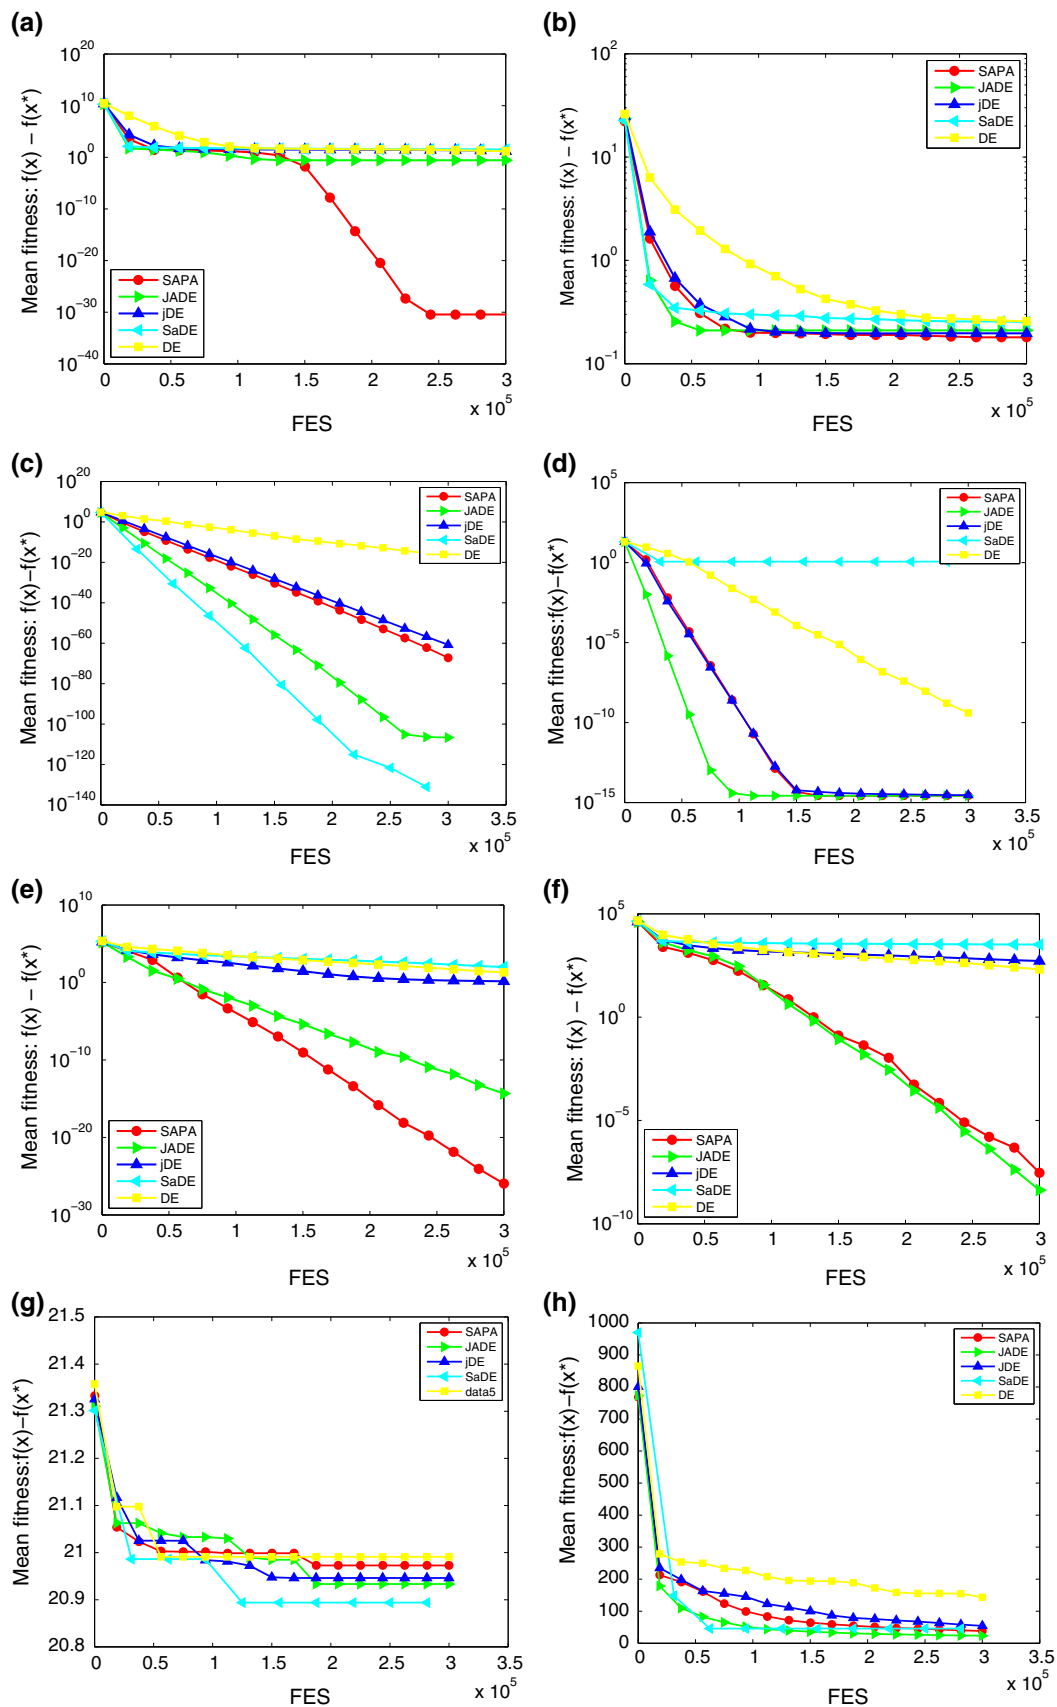 (a)
10^20
10^10
10^0
10^−10
10^−20
10^−30
10^−40
Mean fitness: f(x) − f(x*)
SAPA
JADE
jDE
SaDE
DE
0 0.5 1 1.5 2 2.5 3
x 10^5
FES
(b)
10^2
10^1
10^0
10^−1
Mean fitness: f(x) − f(x*)
SAPA
JADE
jDE
SaDE
DE
0 0.5 1 1.5 2 2.5 3
x 10^5
FES
(c)
10^20
10^0
10^−20
10^−40
10^−60
10^−80
10^−100
10^−120
10^−140
Mean fitness: f(x)−f(x*)
SAPA
JADE
jDE
SaDE
DE
0 0.5 1 1.5 2 2.5 3 3.5
x 10^5
FES
(d)
10^5
10^0
10^−5
10^−10
10^−15
Mean fitness:f(x)−f(x*)
SAPA
JADE
jDE
SaDE
DE
0 0.5 1 1.5 2 2.5 3 3.5
x 10^5
FES
(e)
10^10
10^0
10^−10
10^−20
10^−30
Mean fitness: f(x) − f(x*)
SAPA
JADE
jDE
SaDE
DE
0 0.5 1 1.5 2 2.5 3
x 10^5
FES
(f)
10^5
10^0
10^−5
10^−10
Mean fitness: f(x) − f(x*)
SAPA
JADE
jDE
SaDE
DE
0 0.5 1 1.5 2 2.5 3
x 10^5
FES
(g)
21.5
21.4
21.3
21.2
21.1
21
20.9
20.8
Mean fitness:f(x)−f(x*)
SAPA
JADE
jDE
SaDE
data5
0 0.5 1 1.5 2 2.5 3 3.5
x 10^5
FES
(h)
1000
900
800
700
600
500
400
300
200
100
0
Mean fitness:f(x)−f(x*)
SAPA
JADE
JDE
SaDE
DE
0 0.5 1 1.5 2 2.5 3 3.5
x 10^5
FES